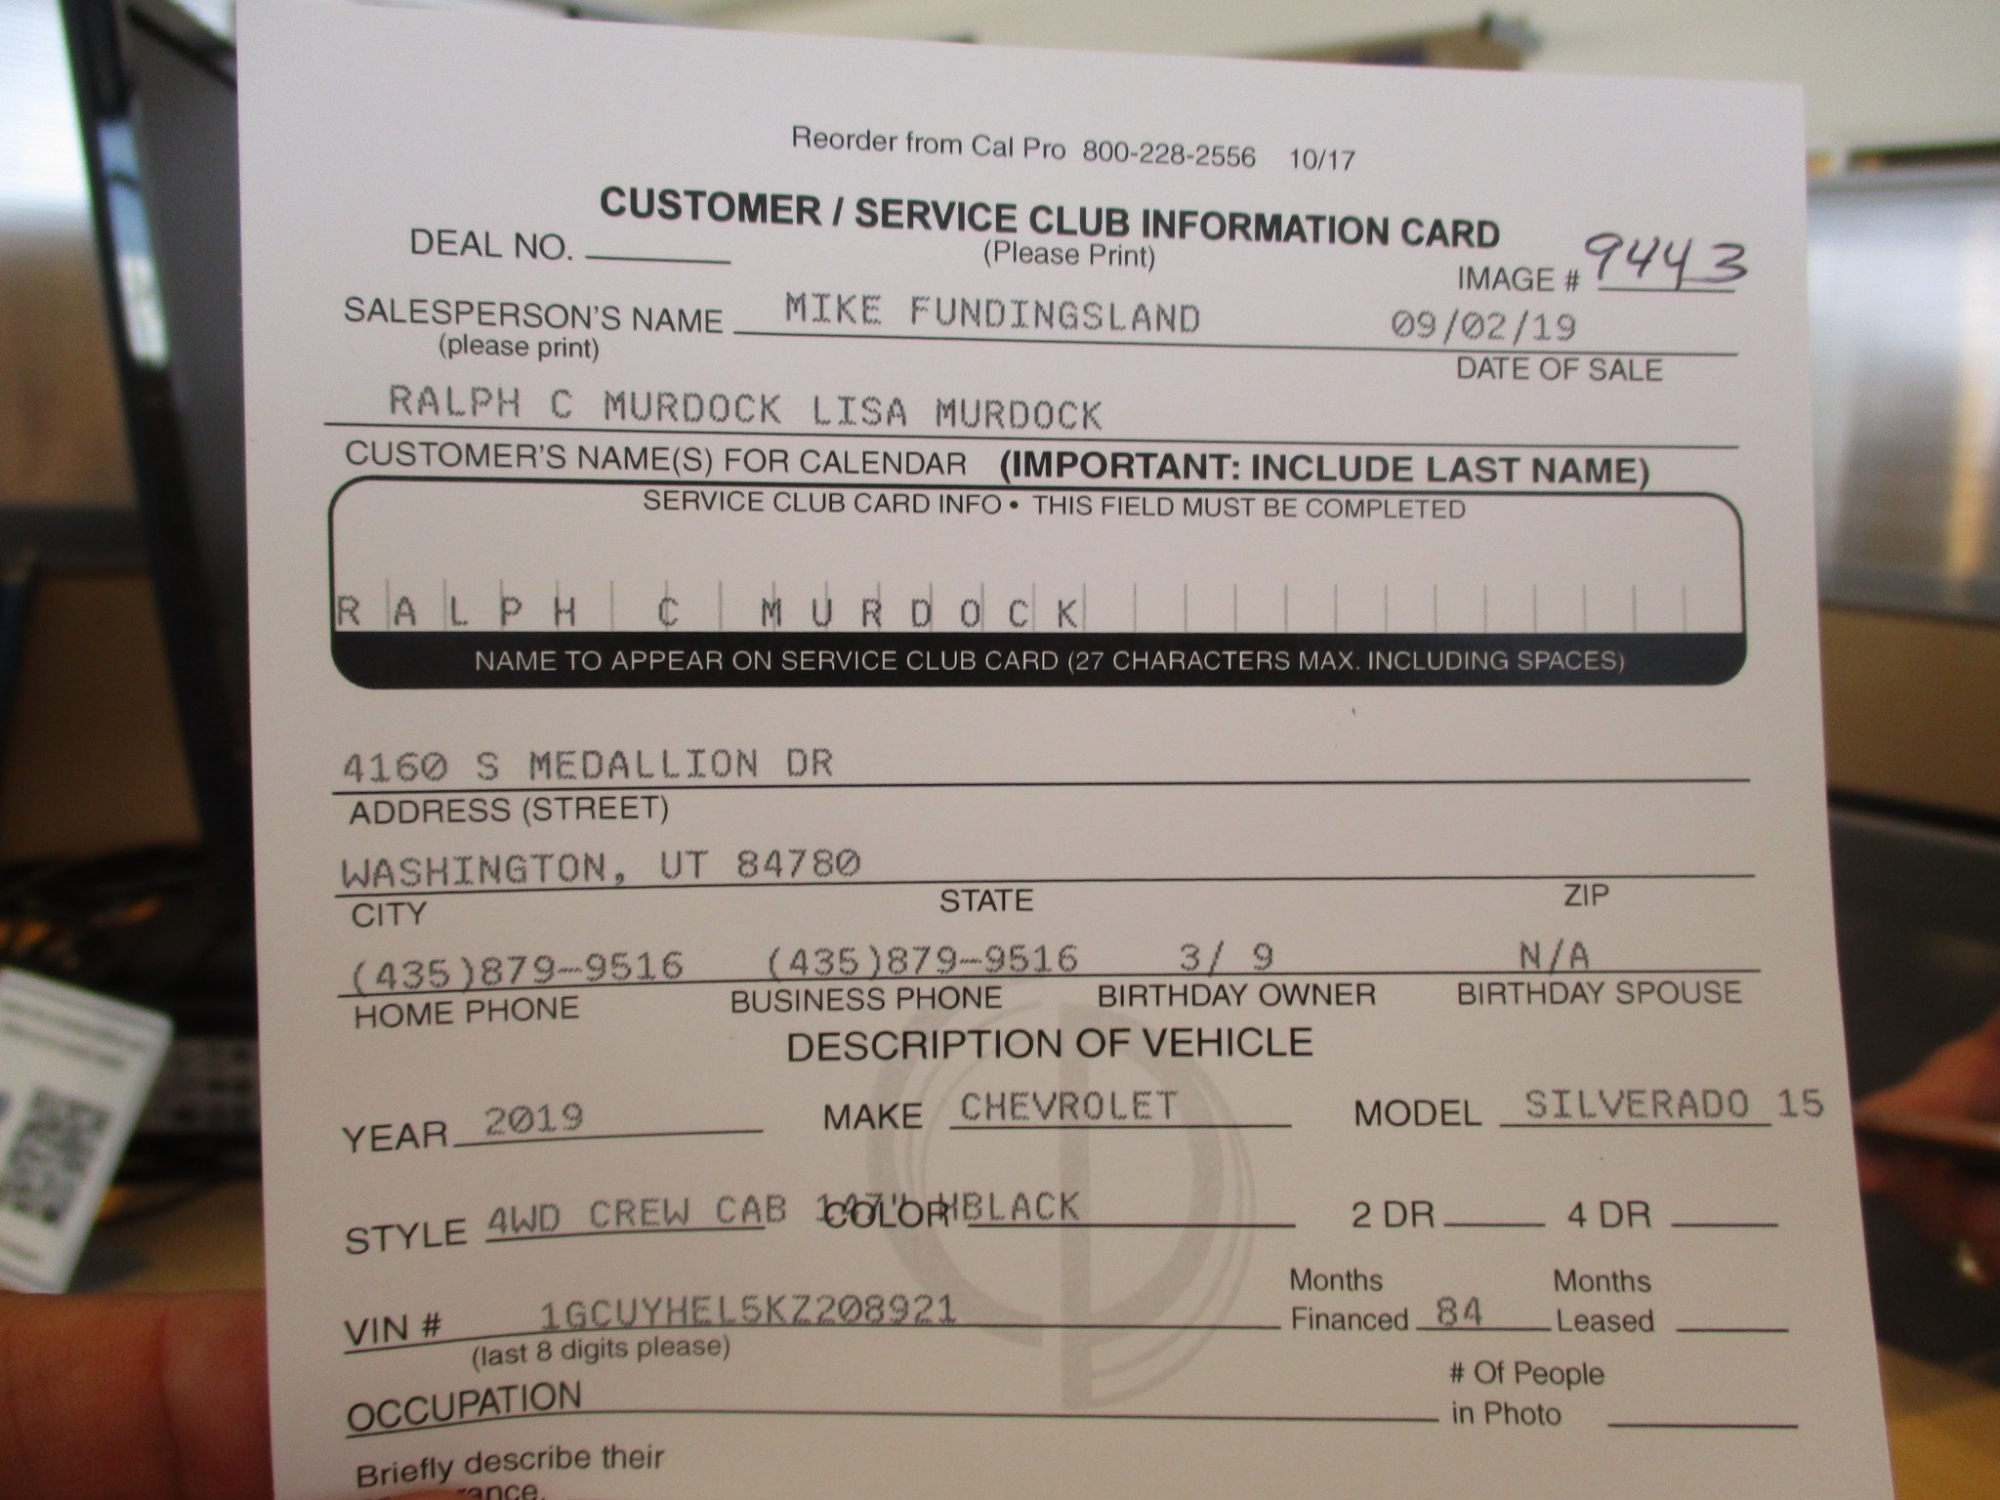 Reorder from Cal Pro 800-228-2556 10/17
CUSTOMER / SERVICE CLUB INFORMATION CARD
DEAL NO. (Please Print) IMAGE # 9443
SALESPERSON'S NAME MIKE FUNDINGSLAND 09/02/19
(please print) DATE OF SALE
RALPH C MURDOCK LISA MURDOCK
CUSTOMER'S NAME(S) FOR CALENDAR (IMPORTANT: INCLUDE LAST NAME)
SERVICE CLUB CARD INFO • THIS FIELD MUST BE COMPLETED
RALPH C MURDOCK
NAME TO APPEAR ON SERVICE CLUB CARD (27 CHARACTERS MAX. INCLUDING SPACES)
4160 S MEDALLION DR
ADDRESS (STREET)
WASHINGTON, UT 84780
CITY STATE ZIP
(435)879-9516 (435)879-9516 3/ 9 N/A
HOME PHONE BUSINESS PHONE BIRTHDAY OWNER BIRTHDAY SPOUSE
DESCRIPTION OF VEHICLE
YEAR 2019 MAKE CHEVROLET MODEL SILVERADO 15
STYLE 4WD CREW CAB COLOR BLACK 2 DR 4 DR
Months Months
VIN # 1GCUYHEL5KZ208921 Financed 84 Leased
(last 8 digits please)
# Of People
OCCUPATION in Photo
Briefly describe their